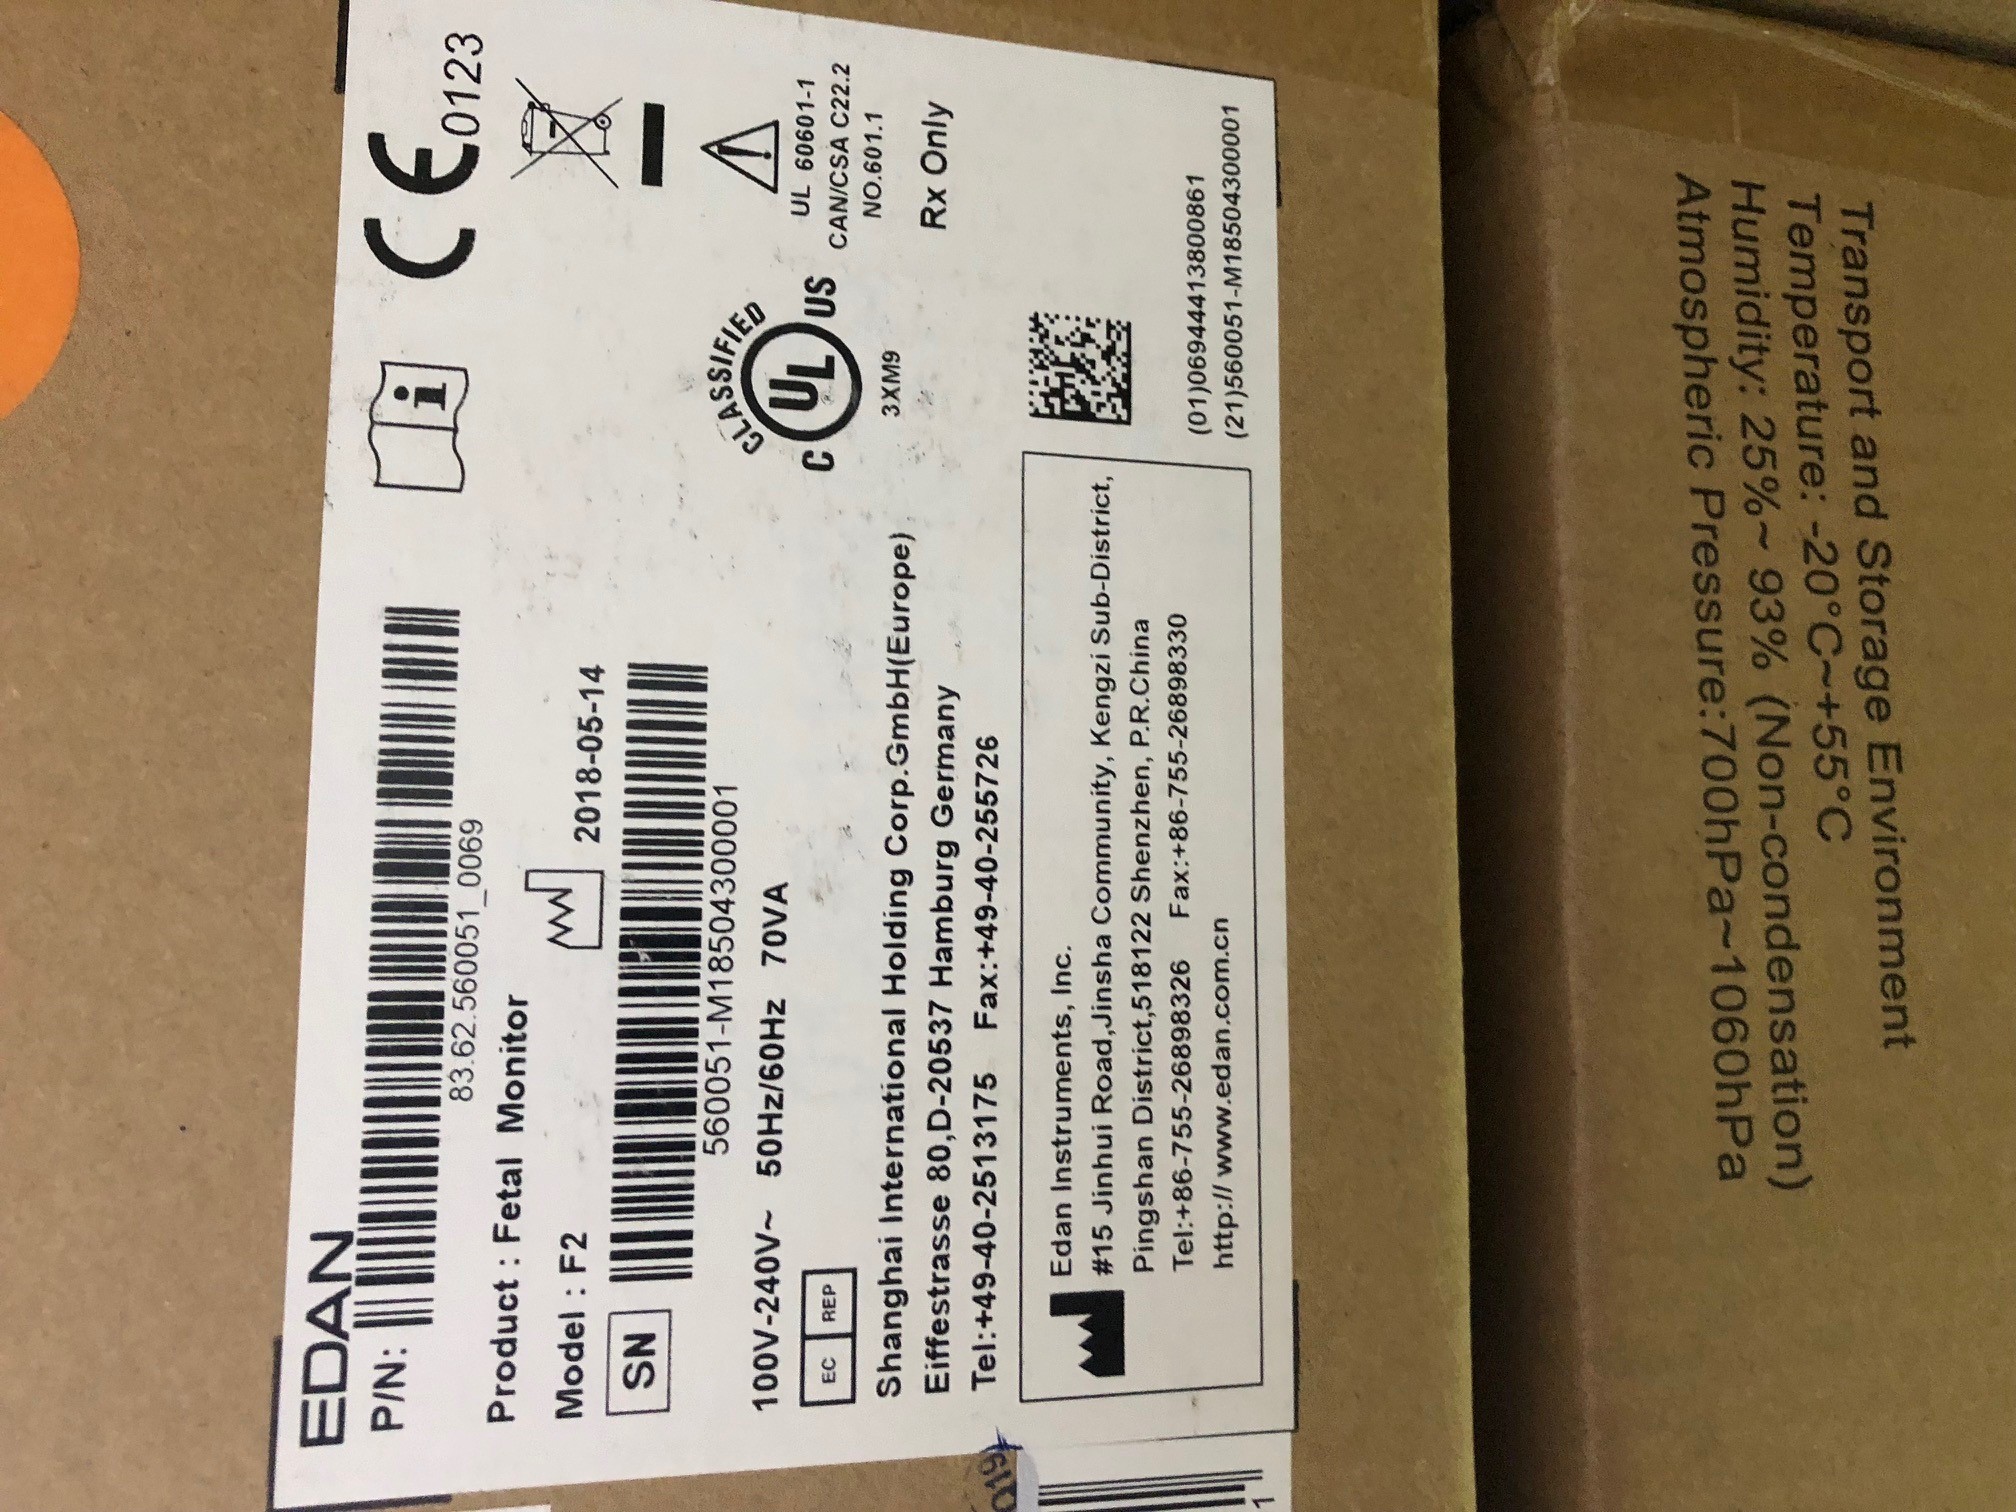 EDAN
P/N:
83.62.560051_0069
Product : Fetal Monitor
Model : F2
2018-05-14
SN
560051-M18504300001
100V-240V~ 50Hz/60Hz 70VA
EC REP
Shanghai International Holding Corp.GmbH(Europe)
Eiffestrasse 80,D-20537 Hamburg Germany
Tel:+49-40-2513175 Fax:+49-40-255726
Edan Instruments, Inc.
#15 Jinhui Road,Jinsha Community, Kengzi Sub-District,
Pingshan District,518122 Shenzhen, P.R.China
Tel:+86-755-26898326 Fax:+86-755-26898330
http:// www.edan.com.cn
i
CE0123
CLASSIFIED
C UL US
UL 60601-1
CAN/CSA C22.2
NO.601.1
3XM9
Rx Only
(01)06944413800861
(21)560051-M18504300001
1
Transport and Storage Environment
Temperature: -20°C~+55°C
Humidity: 25%~ 93% (Non-condensation)
Atmospheric Pressure:700hPa~1060hPa